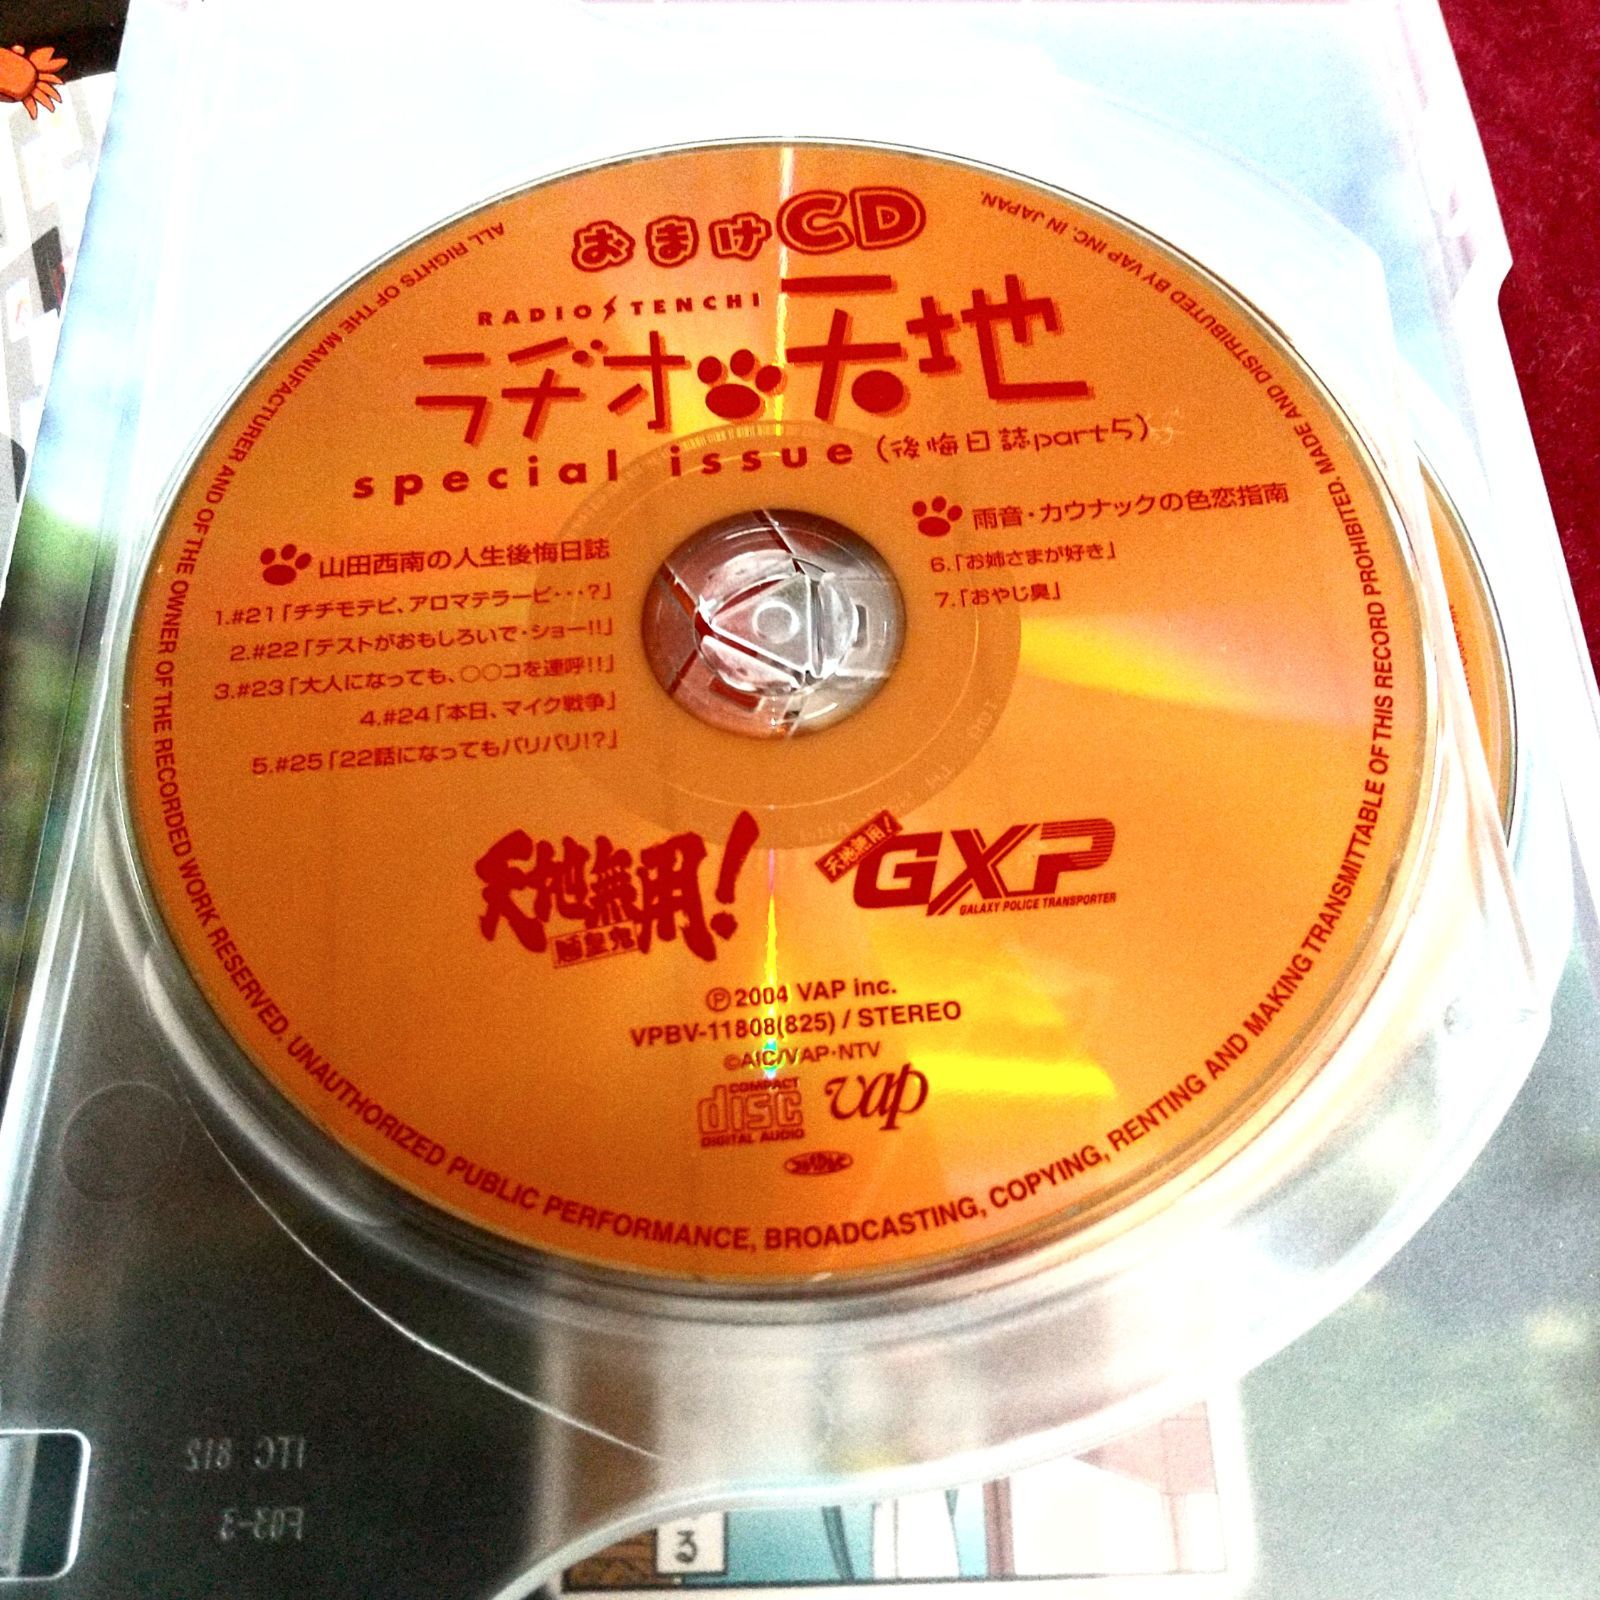 おまけCD
RADIO TENCHI
ラヂオ天地
special issue (後悔日誌part5)
山田西南の人生後悔日誌
1.#21「チチモテビ、アロマテラービ・・・?」
2.#22「テストがおもしろいで・ショー!!」
3.#23「大人になっても、○○コを連呼!!」
4.#24「本日、マイク戦争」
5.#25「22話になってもバリバリ!?」
雨音・カウナックの色恋指南
6.「お姉さまが好き」
7.「おやじ臭」
天地無用!
魎皇鬼
天地無用!
GXP
GALAXY POLICE TRANSPORTER
Ⓟ2004 VAP inc.
VPBV-11808(825) / STEREO
©AIC/VAP・NTV
COMPACT
disc
DIGITAL AUDIO
vap
ALL RIGHTS OF THE MANUFACTURER AND OF THE OWNER OF THE RECORDED WORK RESERVED. UNAUTHORIZED PUBLIC PERFORMANCE, BROADCASTING, COPYING, RENTING AND MAKING TRANSMITTABLE OF THIS RECORD PROHIBITED. MADE AND DISTRIBUTED BY VAP INC. IN JAPAN.
ITC 812
F03-3
3